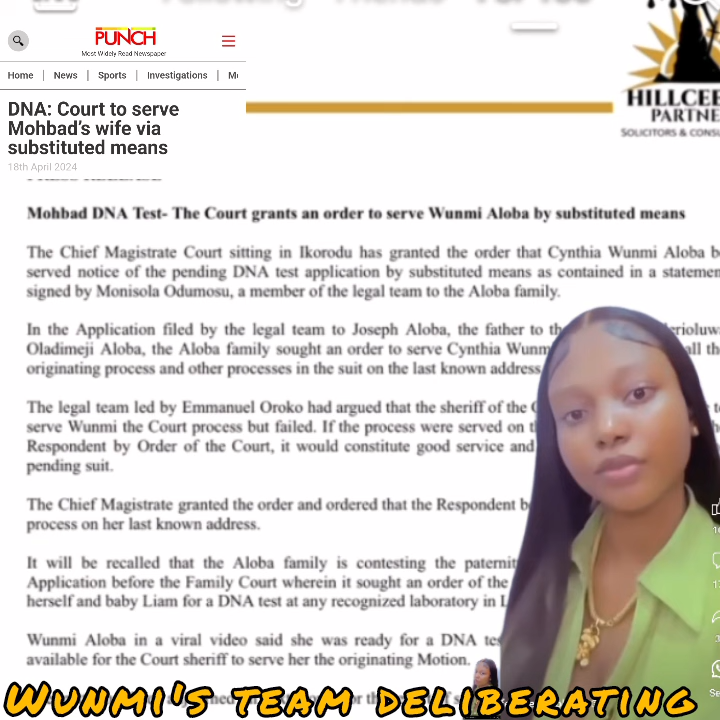 PUNCH
Most Widely Read Newspaper
Home | News | Sports | Investigations |
DNA: Court to serve
Mohbad's wife via
substituted means
18th April 2024
HILLCEE
PARTNE
SOLICITORS & CONSU
Mohbad DNA Test- The Court grants an order to serve Wunmi Aloba by substituted means
The Chief Magistrate Court sitting in Ikorodu has granted the order that Cynthia Wunmi Aloba b
served notice of the pending DNA test application by substituted means as contained in a statemen
signed by Monisola Odumosu, a member of the legal team to the Aloba family.
In the Application filed by the legal team to Joseph Aloba, the father to th erioluw
Oladimeji Aloba, the Aloba family sought an order to serve Cynthia Wunm all th
originating process and other processes in the suit on the last known address
The legal team led by Emmanuel Oroko had argued that the sheriff of the
serve Wunmi the Court process but failed. If the process were served on
Respondent by Order of the Court, it would constitute good service and
pending suit.
The Chief Magistrate granted the order and ordered that the Respondent b
process on her last known address.
It will be recalled that the Aloba family is contesting the paternit
Application before the Family Court wherein it sought an order of the
herself and baby Liam for a DNA test at any recognized laboratory in L
Wunmi Aloba in a viral video said she was ready for a DNA tes
available for the Court sheriff to serve her the originating Motion.
WUNMI'S TEAM DELIBERATING